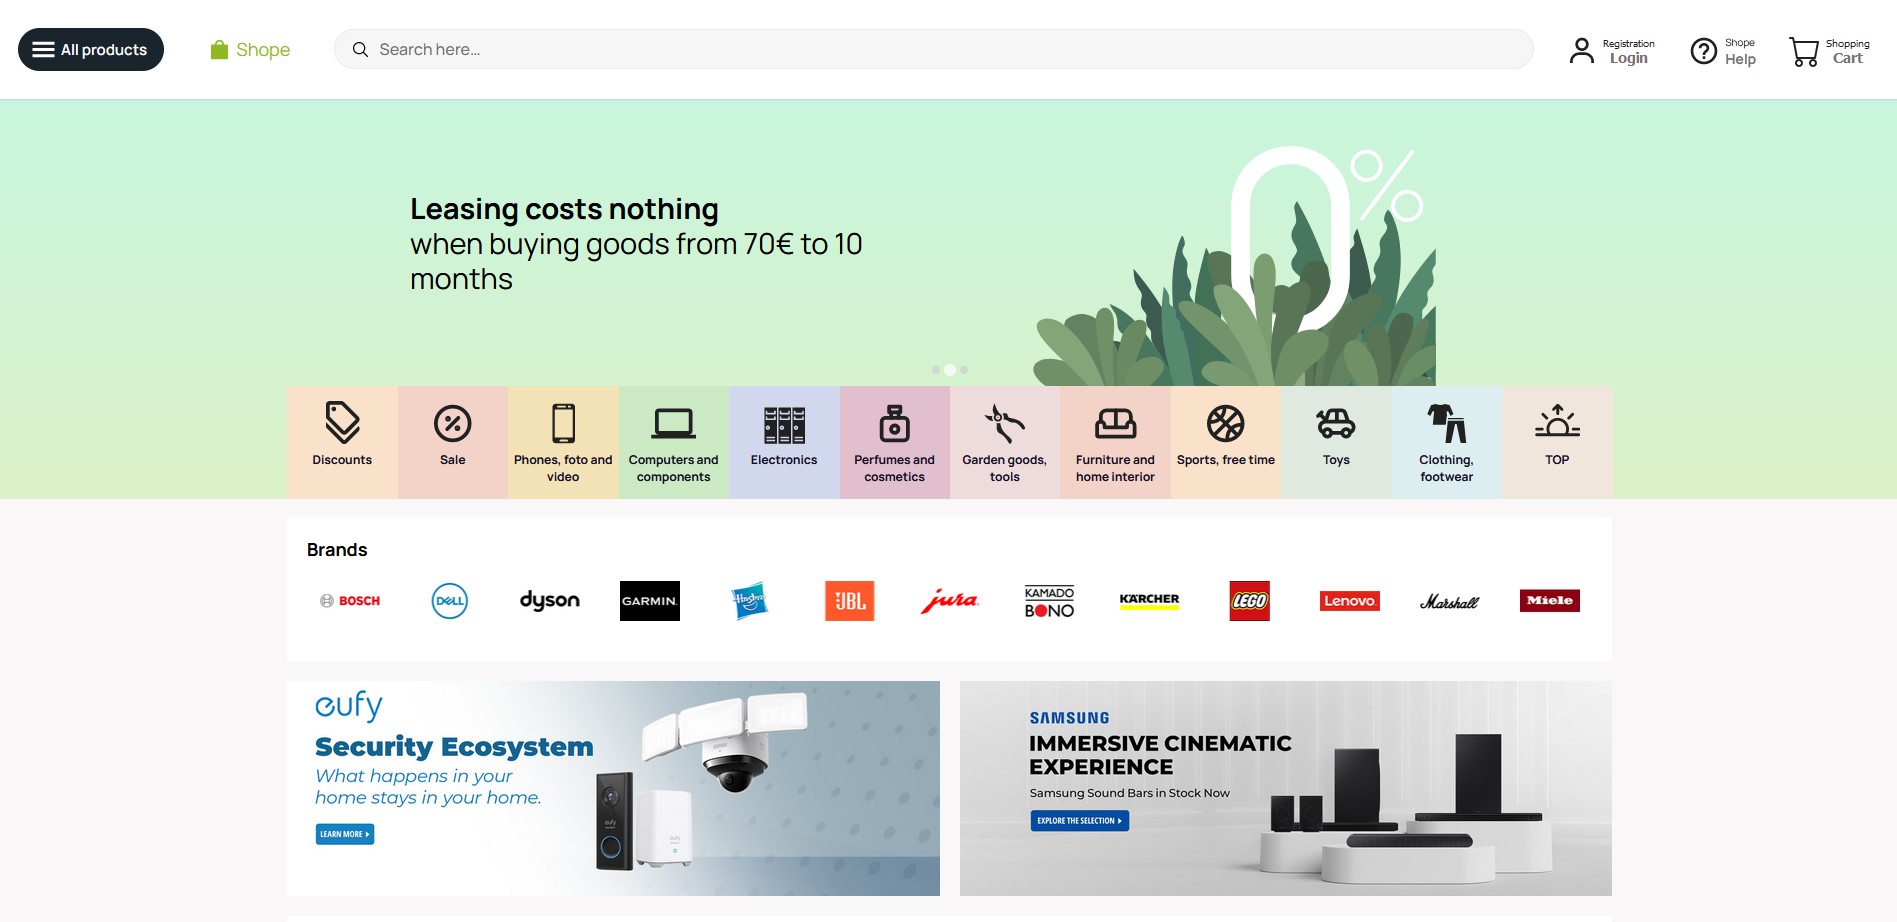 All products
Shope
Search here...
Registration
Login
Shope
Help
Shopping
Cart
Leasing costs nothing
when buying goods from 70€ to 10
months
0%
Discounts
Sale
Phones, foto and
video
Computers and
components
Electronics
Perfumes and
cosmetics
Garden goods,
tools
Furniture and
home interior
Sports, free time
Toys
Clothing,
footwear
TOP
Brands
BOSCH
DELL
dyson
GARMIN
Hasbro
JBL
jura
KAMADO
BONO
KÄRCHER
LEGO
Lenovo
Marshall
Miele
eufy
Security Ecosystem
What happens in your
home stays in your home.
LEARN MORE
SAMSUNG
IMMERSIVE CINEMATIC
EXPERIENCE
Samsung Sound Bars in Stock Now
EXPLORE THE SELECTION